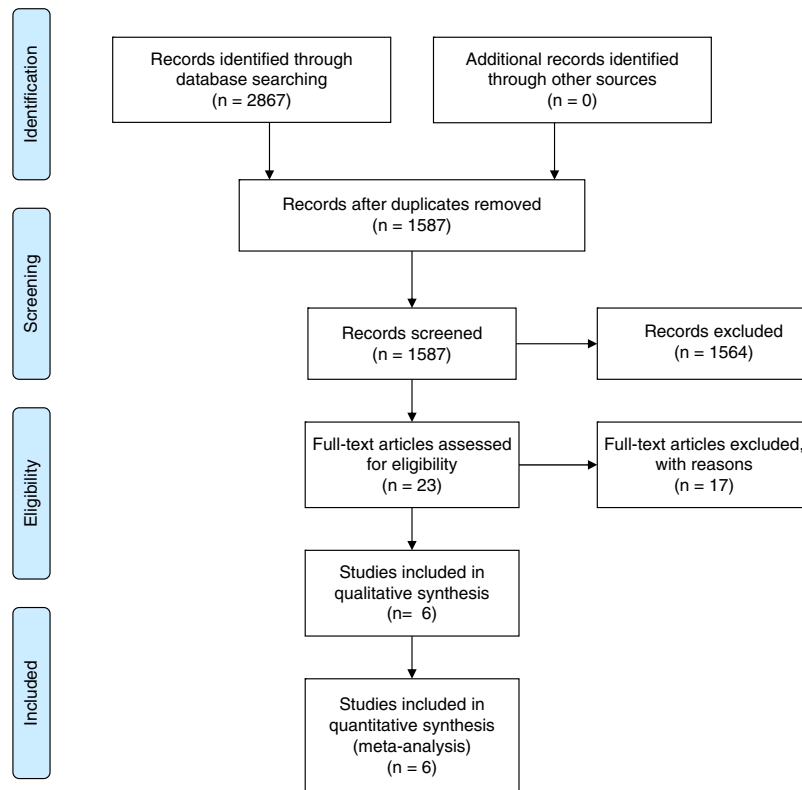 Identification
Records identified through
database searching
(n = 2867)
Additional records identified
through other sources
(n = 0)
Records after duplicates removed
(n = 1587)
Screening
Records screened
(n = 1587)
Records excluded
(n = 1564)
Eligibility
Full-text articles assessed
for eligibility
(n = 23)
Full-text articles excluded,
with reasons
(n = 17)
Studies included in
qualitative synthesis
(n= 6)
Included
Studies included in
quantitative synthesis
(meta-analysis)
(n = 6)